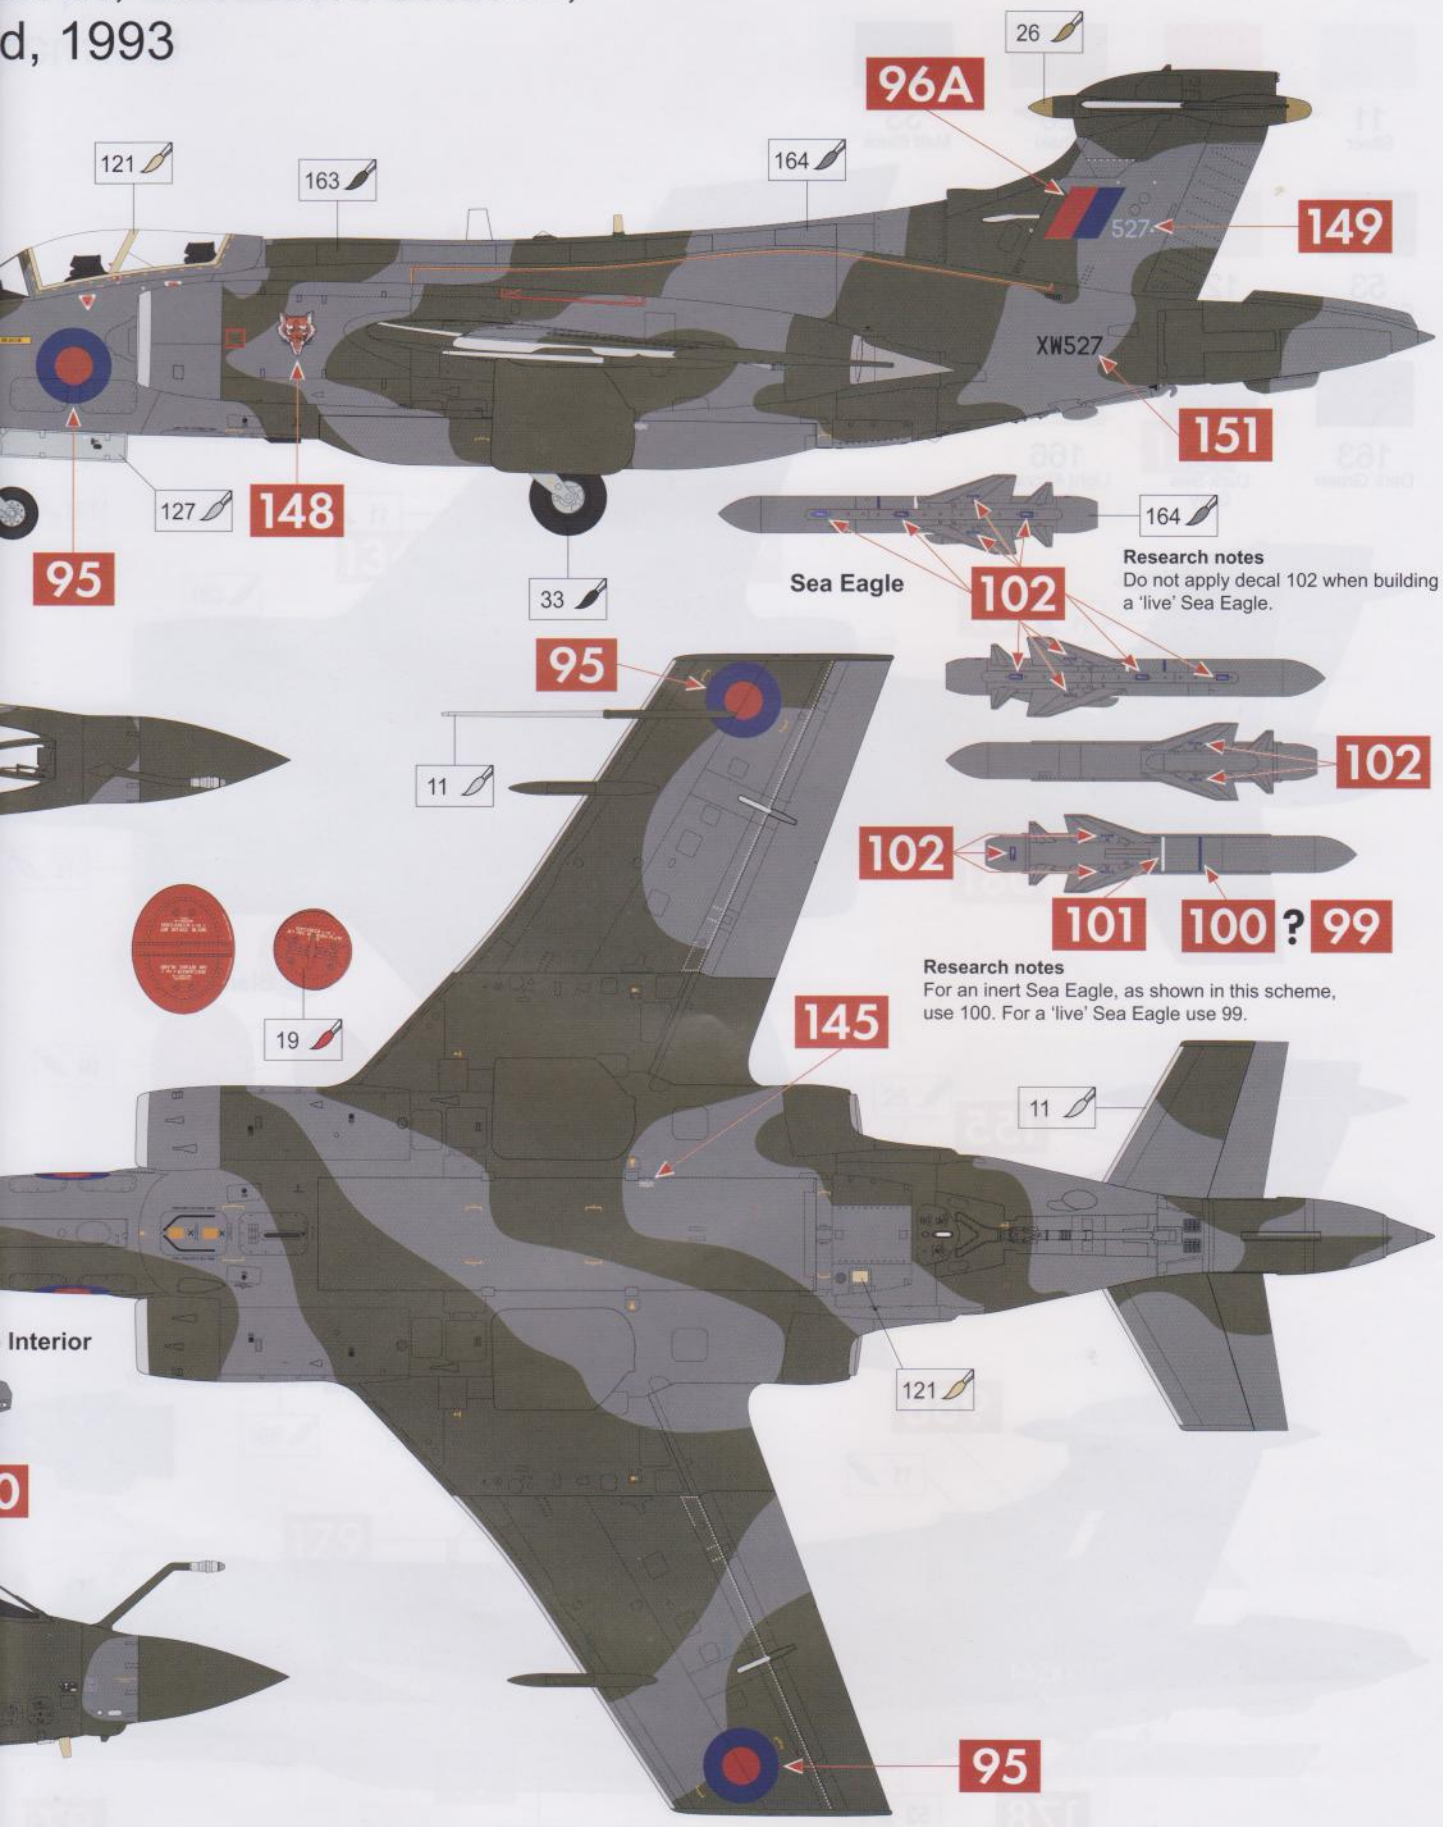 d, 1993
26
96A
121
163
164
527
149
XW527
151
127
148
164
95
Sea Eagle
102
Research notes
Do not apply decal 102 when building
a 'live' Sea Eagle.
33
95
11
102
102
101
100 ? 99
Research notes
For an inert Sea Eagle, as shown in this scheme,
use 100. For a 'live' Sea Eagle use 99.
19
145
11
Interior
121
0
95